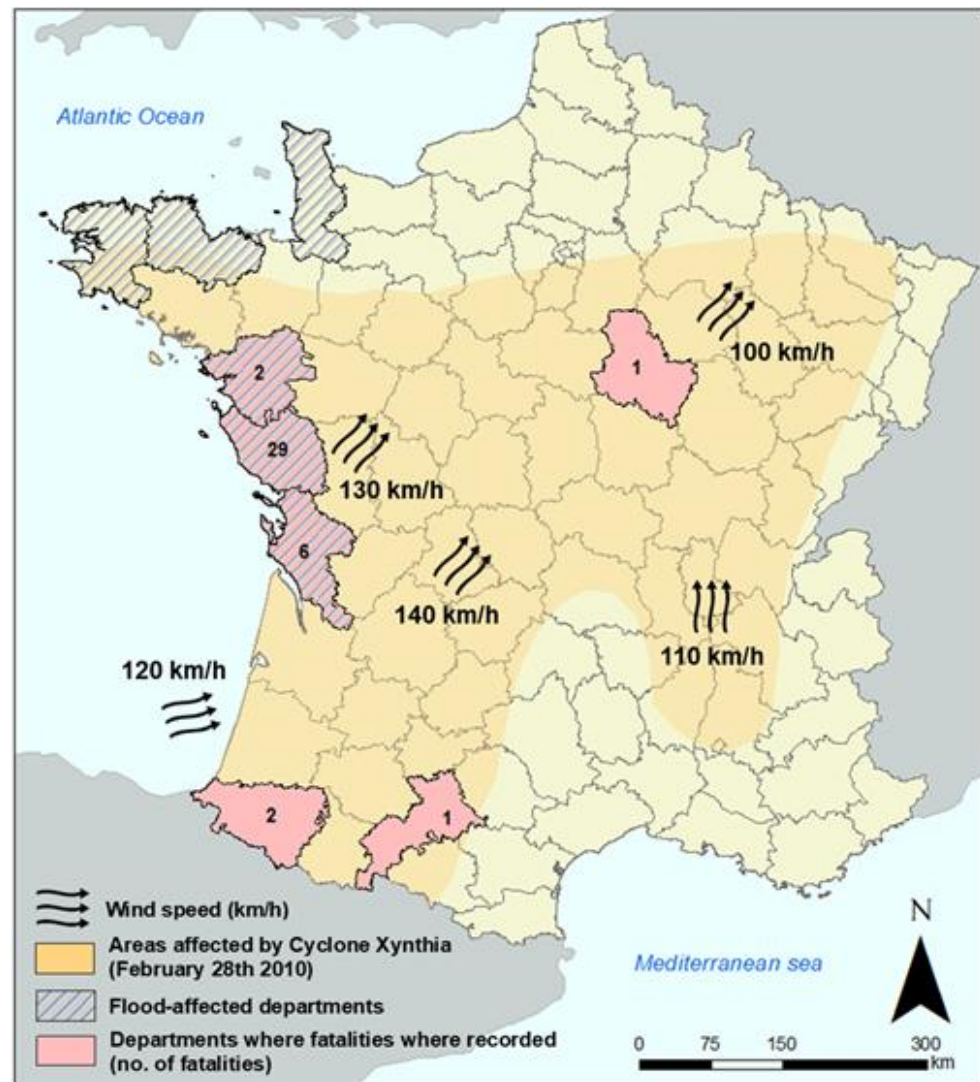 Atlantic Ocean
100 km/h
1
2
29
130 km/h
6
140 km/h
110 km/h
120 km/h
2
1
Wind speed (km/h)
Areas affected by Cyclone Xynthia
(February 28th 2010)
Flood-affected departments
Departments where fatalities where recorded
(no. of fatalities)
Mediterranean sea
N
0 75 150 300
km